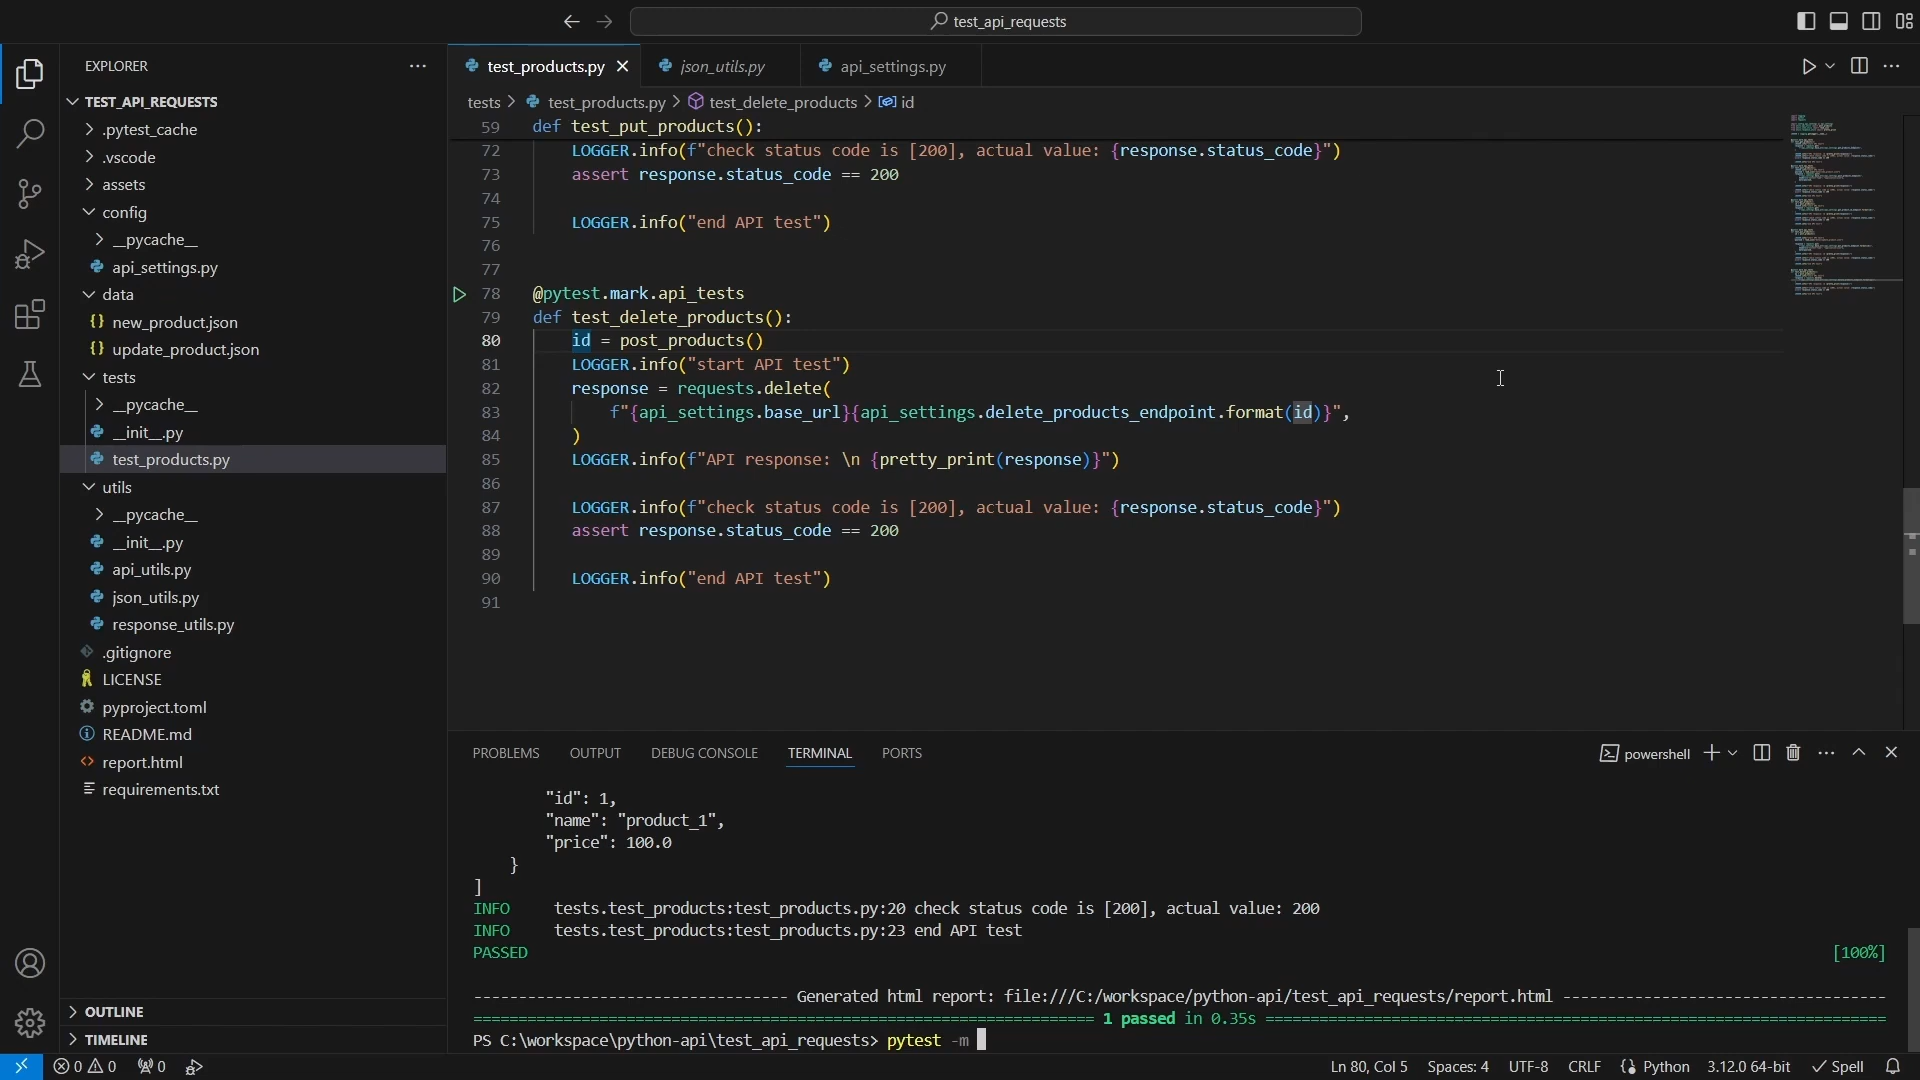 test_api_requests
EXPLORER
TEST_API_REQUESTS
.pytest_cache
.vscode
assets
config
__pycache__
api_settings.py
data
new_product.json
update_product.json
tests
__pycache__
__init__.py
test_products.py
utils
__pycache__
__init__.py
api_utils.py
json_utils.py
response_utils.py
.gitignore
LICENSE
pyproject.toml
README.md
report.html
requirements.txt
OUTLINE
TIMELINE
test_products.py
json_utils.py
api_settings.py
tests > test_products.py > test_delete_products > id
59 def test_put_products():
72 LOGGER.info(f"check status code is [200], actual value: {response.status_code}")
73 assert response.status_code == 200
74
75 LOGGER.info("end API test")
76
77
78 @pytest.mark.api_tests
79 def test_delete_products():
80 id = post_products()
81 LOGGER.info("start API test")
82 response = requests.delete(
83 f"{api_settings.base_url}{api_settings.delete_products_endpoint.format(id)}",
84 )
85 LOGGER.info(f"API response: \n {pretty_print(response)}")
86
87 LOGGER.info(f"check status code is [200], actual value: {response.status_code}")
88 assert response.status_code == 200
89
90 LOGGER.info("end API test")
91
PROBLEMS OUTPUT DEBUG CONSOLE TERMINAL PORTS
powershell
"id": 1,
"name": "product_1",
"price": 100.0
}
]
INFO tests.test_products:test_products.py:20 check status code is [200], actual value: 200
INFO tests.test_products:test_products.py:23 end API test
PASSED [100%]
--------------------------------- Generated html report: file:///C:/workspace/python-api/test_api_requests/report.html ----------------------------------
================================================================== 1 passed in 0.35s ==================================================================
PS C:\workspace\python-api\test_api_requests> pytest -m
0 0 0 Ln 80, Col 5 Spaces: 4 UTF-8 CRLF Python 3.12.0 64-bit Spell